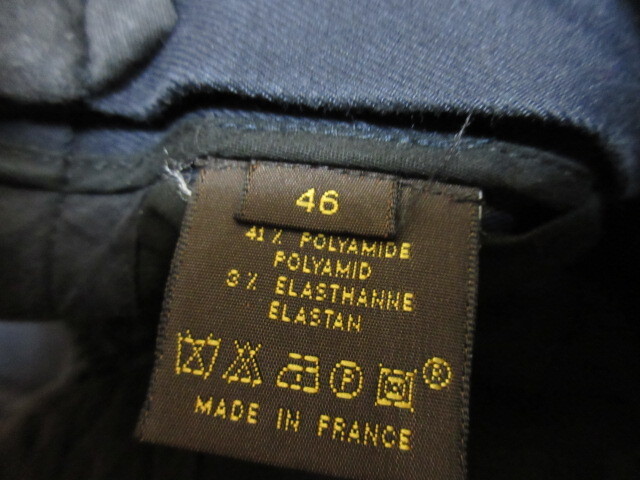 46
41% POLYAMIDE
POLYAMID
3% ELASTHANNE
ELASTAN
P ®
MADE IN FRANCE